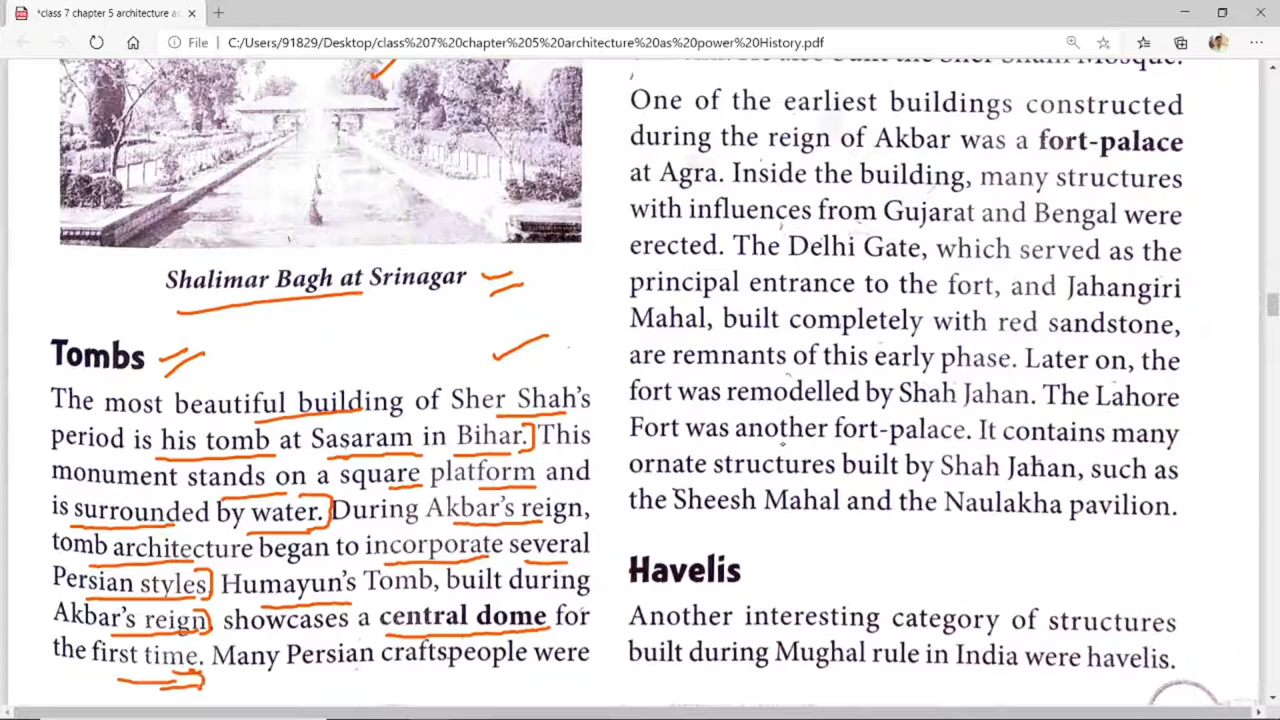 *class 7 chapter 5 architecture as
File
C:/Users/91829/Desktop/class%207%20chapter%205%20architecture%20as%20power%20History.pdf
Shalimar Bagh at Srinagar
Tombs
The most beautiful building of Sher Shah's
period is his tomb at Sasaram in Bihar. This
monument stands on a square platform and
is surrounded by water. During Akbar's reign,
tomb architecture began to incorporate several
Persian styles. Humayun's Tomb, built during
Akbar's reign, showcases a central dome for
the first time. Many Persian craftspeople were
One of the earliest buildings constructed
during the reign of Akbar was a fort-palace
at Agra. Inside the building, many structures
with influences from Gujarat and Bengal were
erected. The Delhi Gate, which served as the
principal entrance to the fort, and Jahangiri
Mahal, built completely with red sandstone,
are remnants of this early phase. Later on, the
fort was remodelled by Shah Jahan. The Lahore
Fort was another fort-palace. It contains many
ornate structures built by Shah Jahan, such as
the Sheesh Mahal and the Naulakha pavilion.
Havelis
Another interesting category of structures
built during Mughal rule in India were havelis.